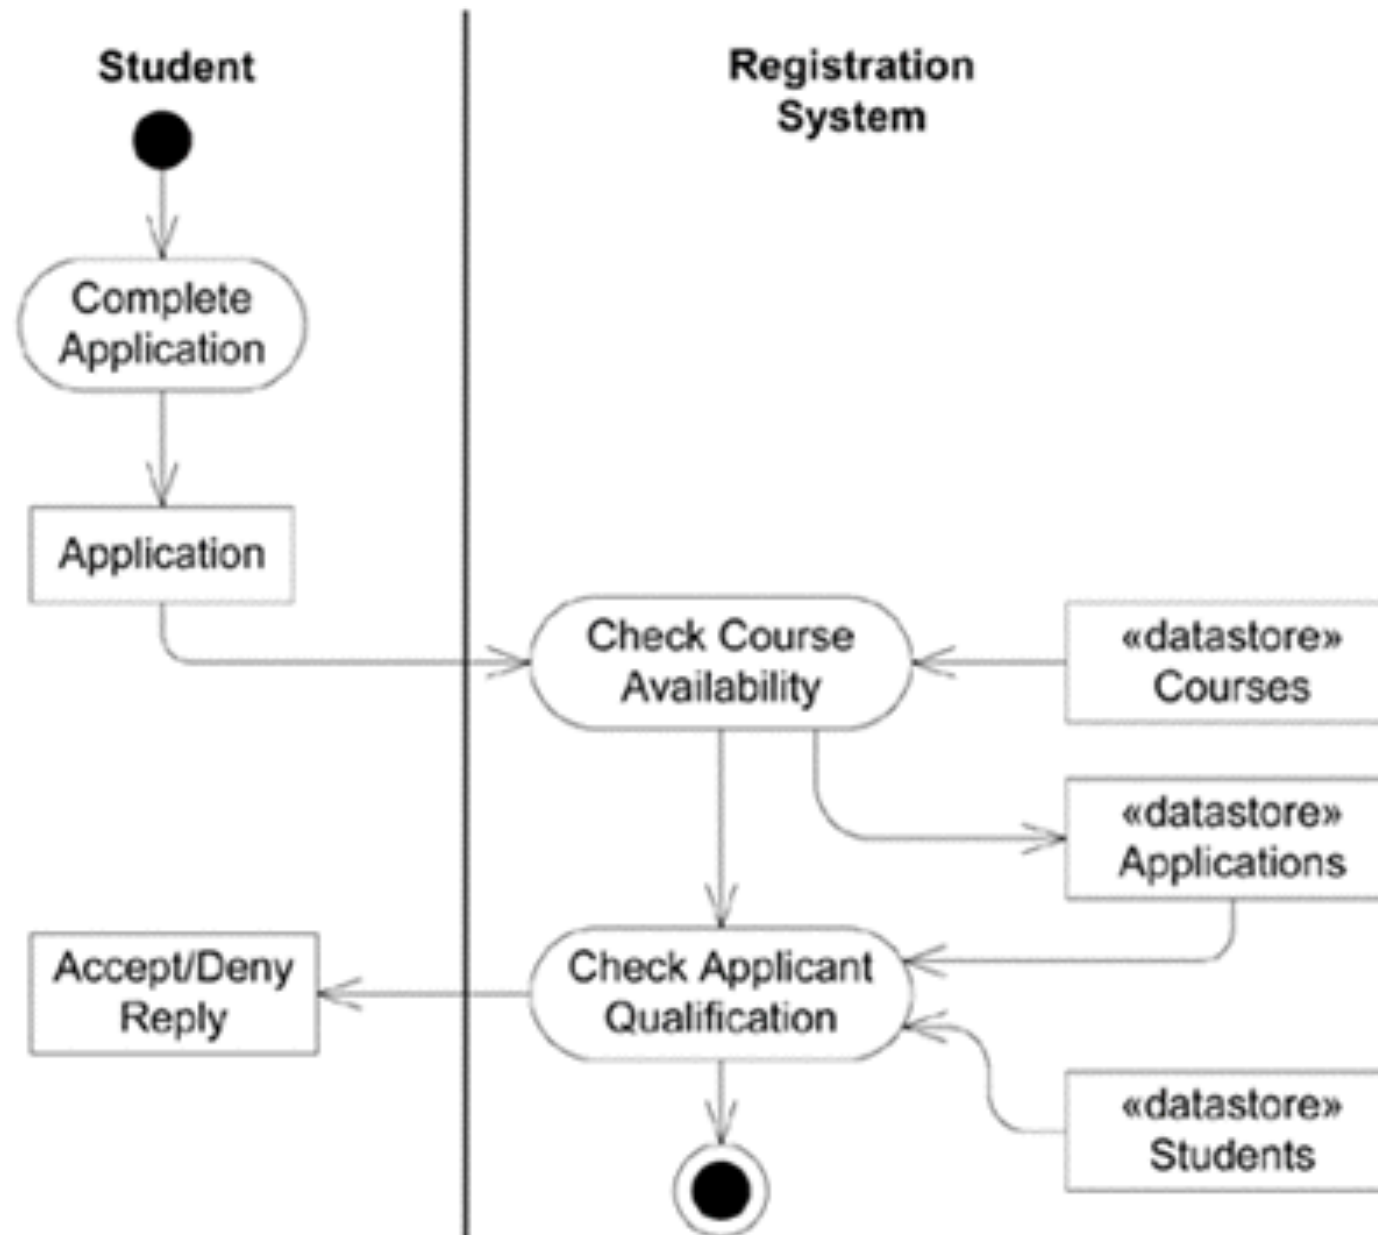 Student
Registration
System
Complete
Application
Application
Check Course
Availability
«datastore»
Courses
«datastore»
Applications
Accept/Deny
Reply
Check Applicant
Qualification
«datastore»
Students